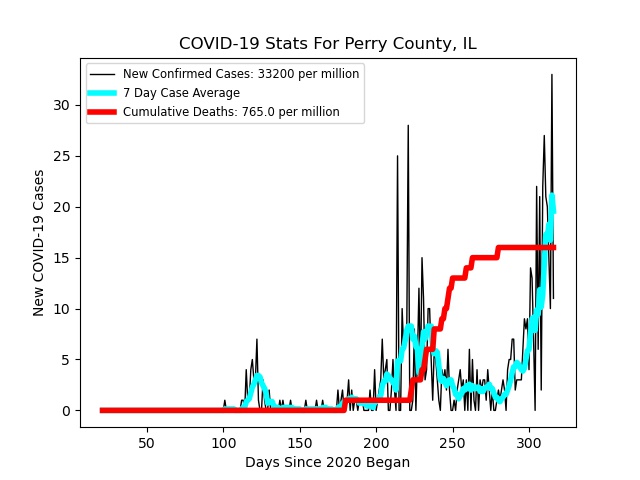 COVID-19 Stats For Perry County, IL
New Confirmed Cases: 33200 per million
7 Day Case Average
Cumulative Deaths: 765.0 per million
New COVID-19 Cases
30
25
20
15
10
5
0
50 100 150 200 250 300
Days Since 2020 Began